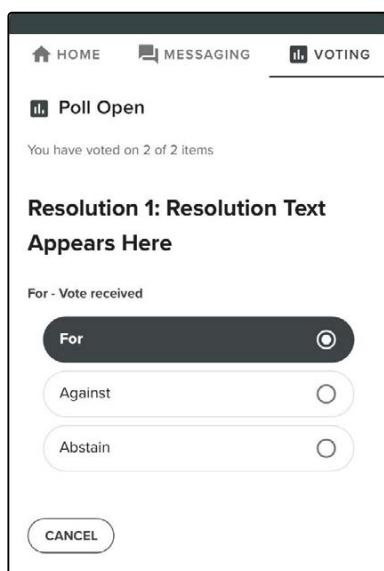 HOME MESSAGING VOTING
Poll Open
You have voted on 2 of 2 items
Resolution 1: Resolution Text
Appears Here
For - Vote received
For
Against
Abstain
CANCEL